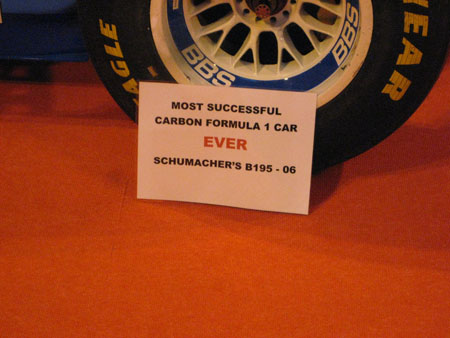 BBS
BBS
EAGLE
EAR
MOST SUCCESSFUL
CARBON FORMULA 1 CAR
EVER
SCHUMACHER'S B195 - 06